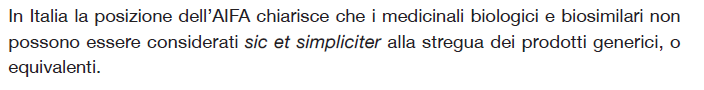 In Italia la posizione dell'AIFA chiarisce che i medicinali biologici e biosimilari non
possono essere considerati sic et simpliciter alla stregua dei prodotti generici, o
equivalenti.